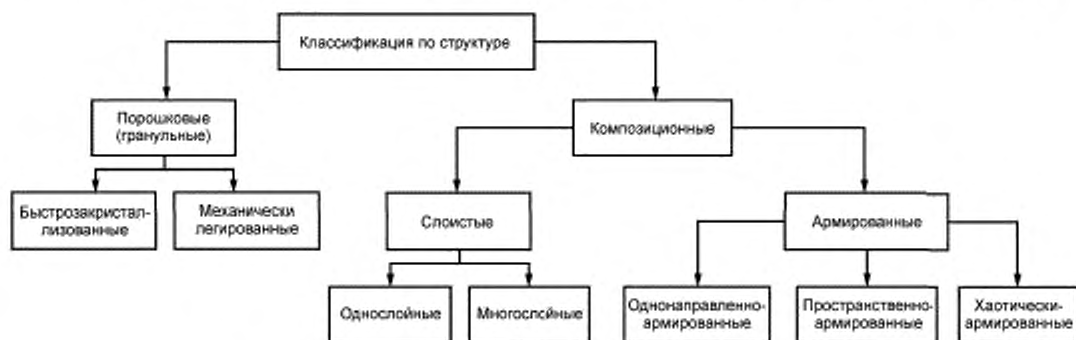 Классификация по структуре
Порошковые
(гранульные)
Композиционные
Быстрозакристал-
лизованные
Механически
легированные
Слоистые
Армированные
Однослойные
Многослойные
Однонаправленно-
армированные
Пространственно-
армированные
Хаотически-
армированные